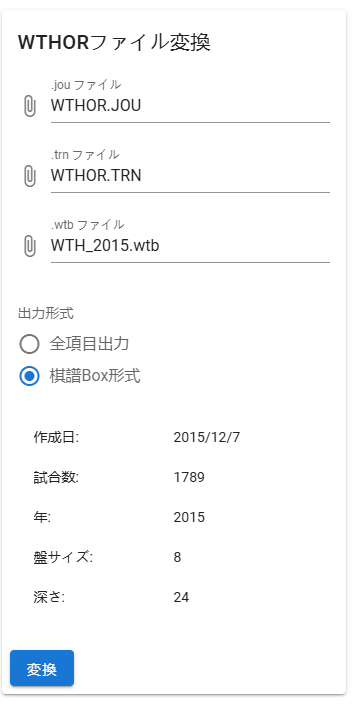 WTHORファイル変換
.jou ファイル
WTHOR.JOU
.trn ファイル
WTHOR.TRN
.wtb ファイル
WTH_2015.wtb
出力形式
全項目出力
棋譜Box形式
作成日: 2015/12/7
試合数: 1789
年: 2015
盤サイズ: 8
深さ: 24
変換